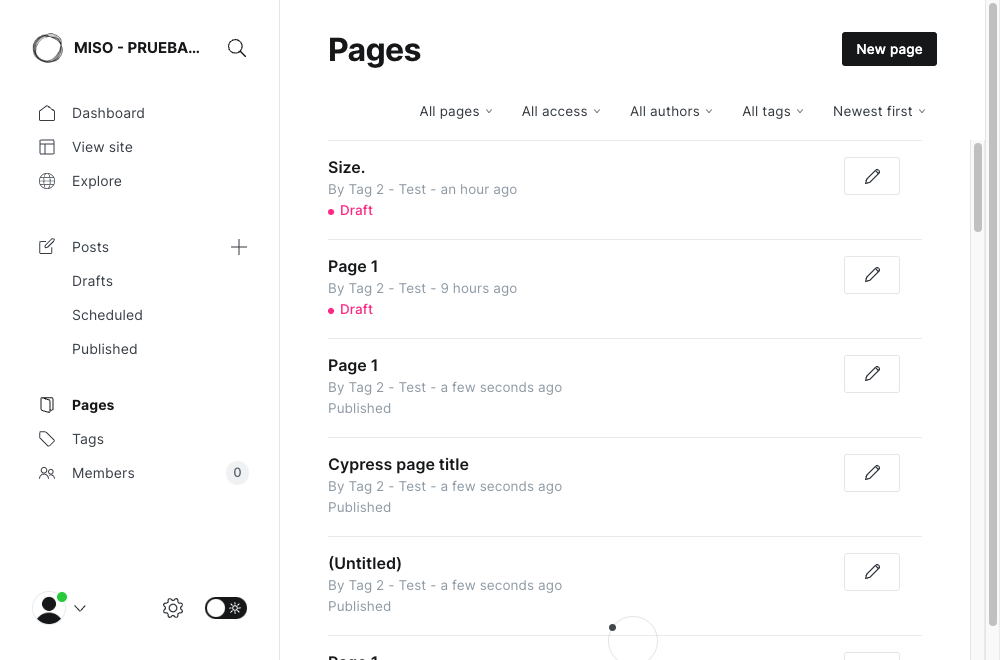 MISO - PRUEBA...
Dashboard
View site
Explore
Posts
Drafts
Scheduled
Published
Pages
Tags
Members
0
Pages
New page
All pages
All access
All authors
All tags
Newest first
Size.
By Tag 2 - Test - an hour ago
Draft
Page 1
By Tag 2 - Test - 9 hours ago
Draft
Page 1
By Tag 2 - Test - a few seconds ago
Published
Cypress page title
By Tag 2 - Test - a few seconds ago
Published
(Untitled)
By Tag 2 - Test - a few seconds ago
Published
Page 1